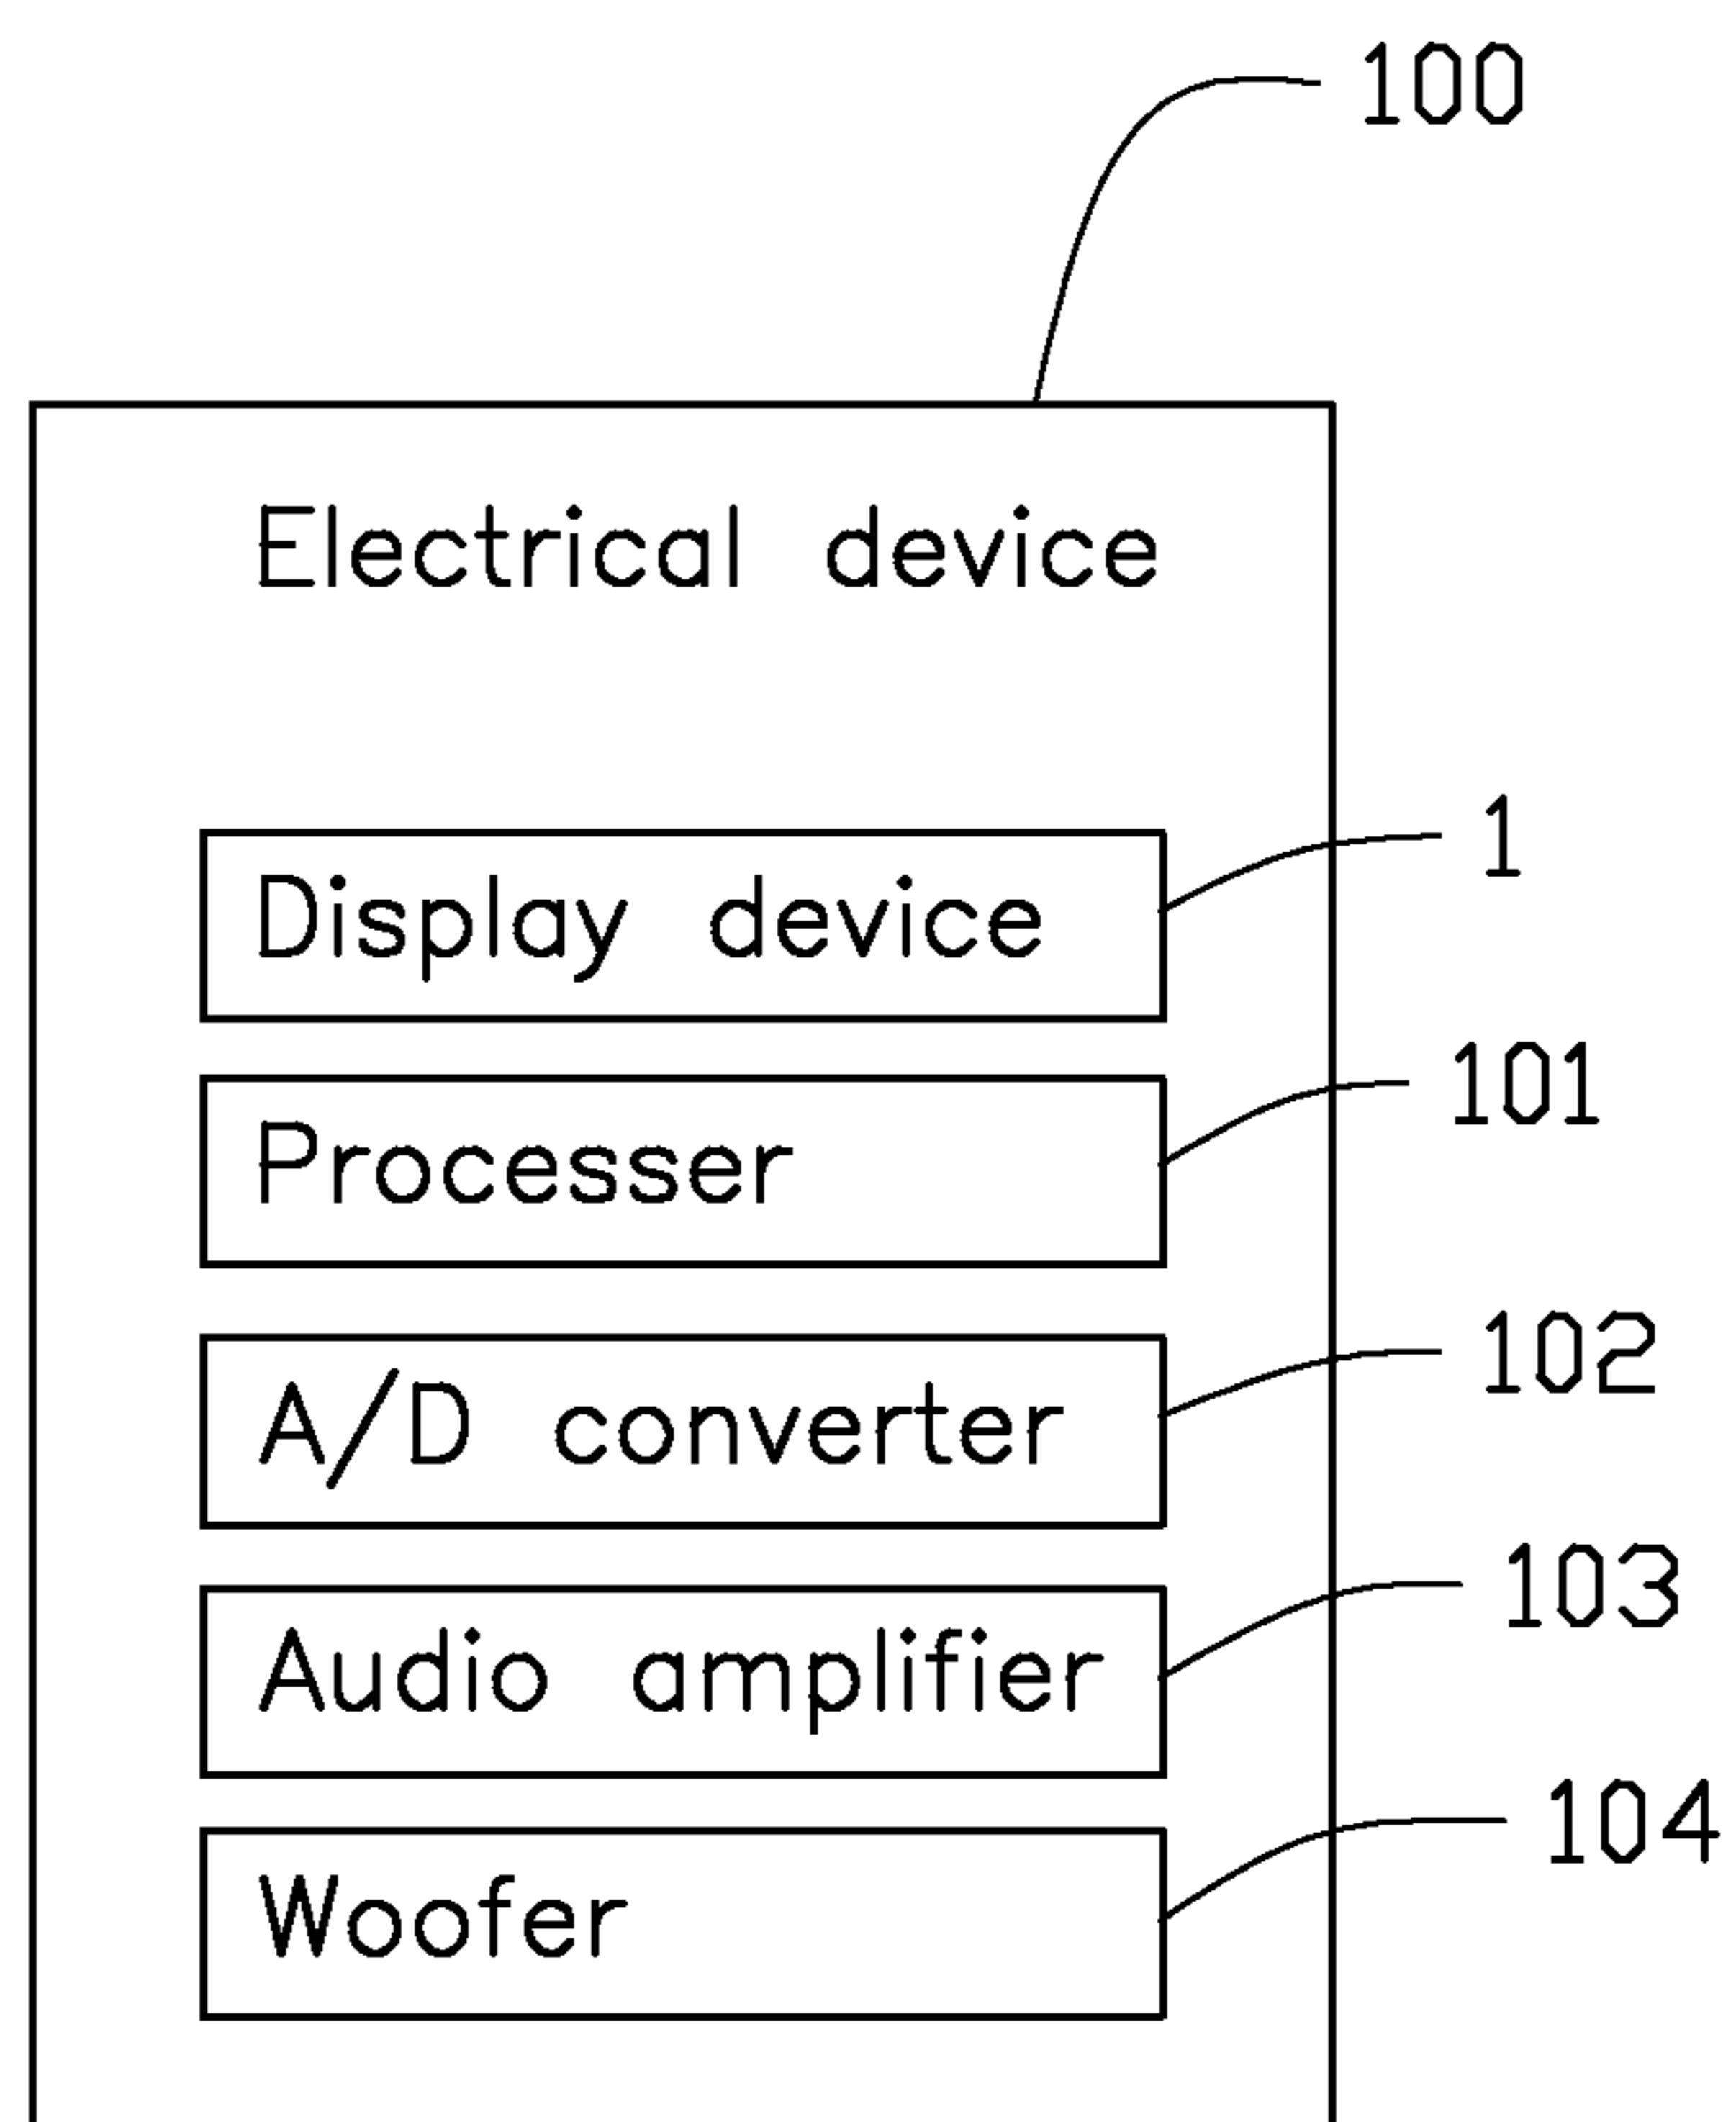 100
Electrical device
Display device 1
Processer 101
A/D converter 102
Audio amplifier 103
Woofer 104